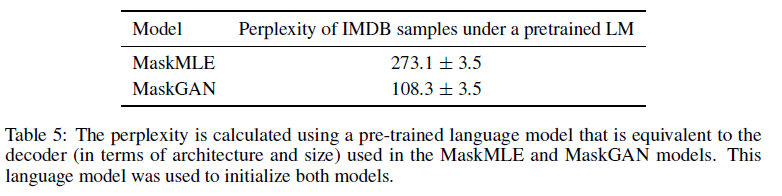 Model Perplexity of IMDB samples under a pretrained LM
MaskMLE 273.1 ± 3.5
MaskGAN 108.3 ± 3.5
Table 5: The perplexity is calculated using a pre-trained language model that is equivalent to the
decoder (in terms of architecture and size) used in the MaskMLE and MaskGAN models. This
language model was used to initialize both models.